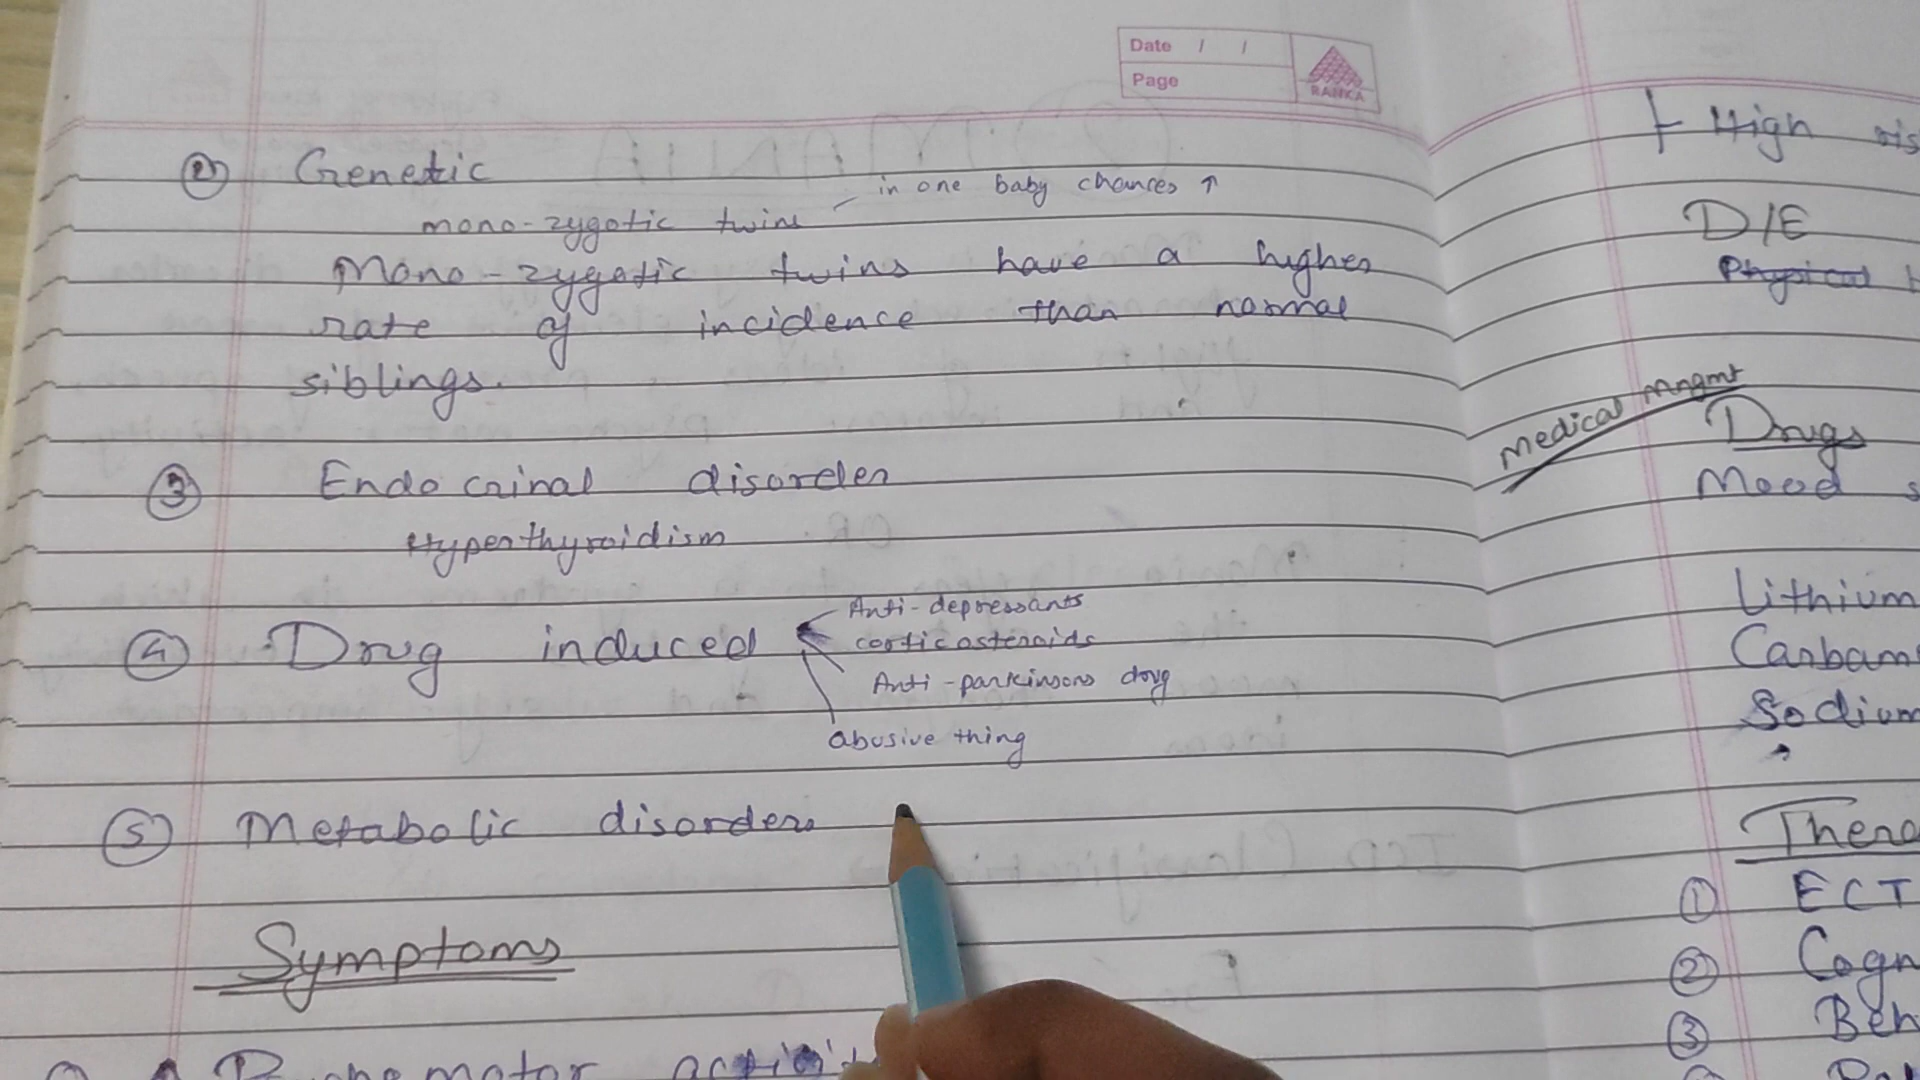 Date / /
Page
RANKA
② Genetic
mono-zygotic twins - in one baby chances ↑
Mono-zygotic twins have a higher
rate of incidence than normal
siblings.
③ Endocrinal disorder
Hyperthyroidism
④ Drug induced
Anti-depressants
corticosteroids
Anti-parkinsons drug
abusive thing
⑤ Metabolic disorders
Symptoms
High
D/E
Physical
Medical Mngmt
Drugs
Mood
Lithium
Carbam
Sodium
Thera
① ECT
② Cogn
③ Beh